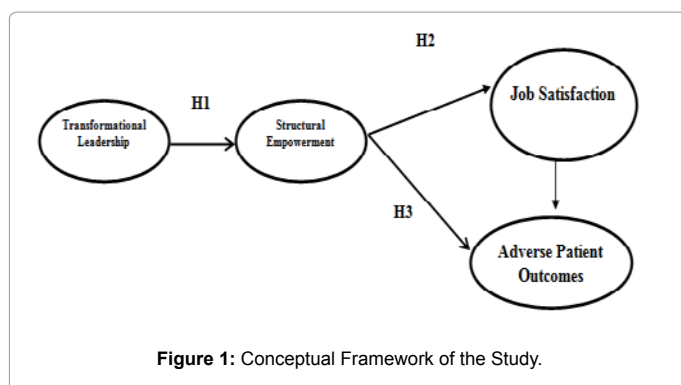 H2
Job Satisfaction
H1
Transformational
Leadership
Structural
Empowerment
H3
Adverse Patient
Outcomes
Figure 1: Conceptual Framework of the Study.